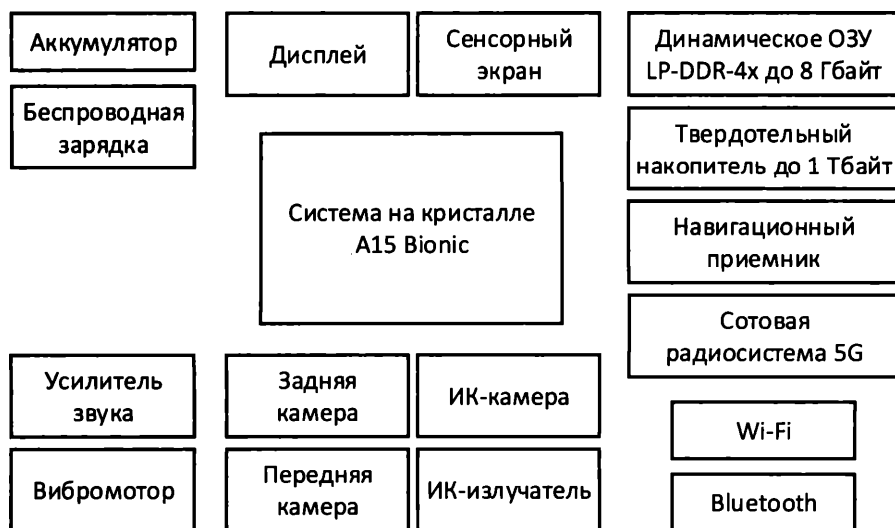 Аккумулятор
Беспроводная
зарядка
Дисплей
Сенсорный
экран
Динамическое ОЗУ
LP-DDR-4x до 8 Гбайт
Твердотельный
накопитель до 1 Тбайт
Навигационный
приемник
Сотовая
радиосистема 5G
Система на кристалле
A15 Bionic
Усилитель
звука
Вибромотор
Задняя
камера
ИК-камера
Передняя
камера
ИК-излучатель
Wi-Fi
Bluetooth